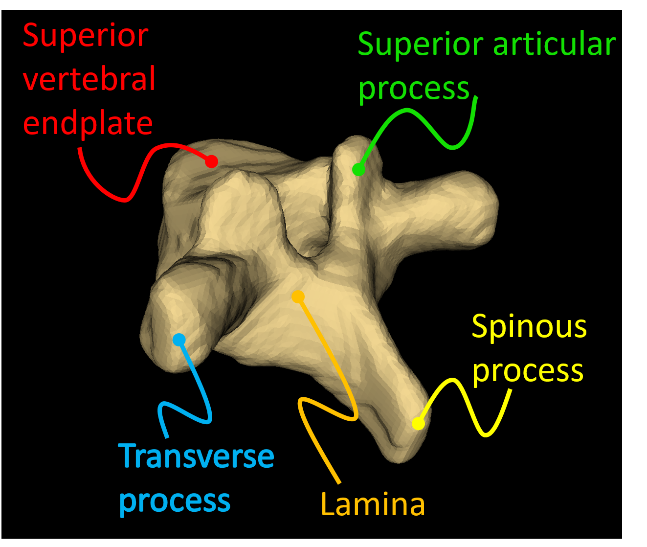 Superior
vertebral
endplate
Superior articular
process
Spinous
process
Transverse
process
Lamina